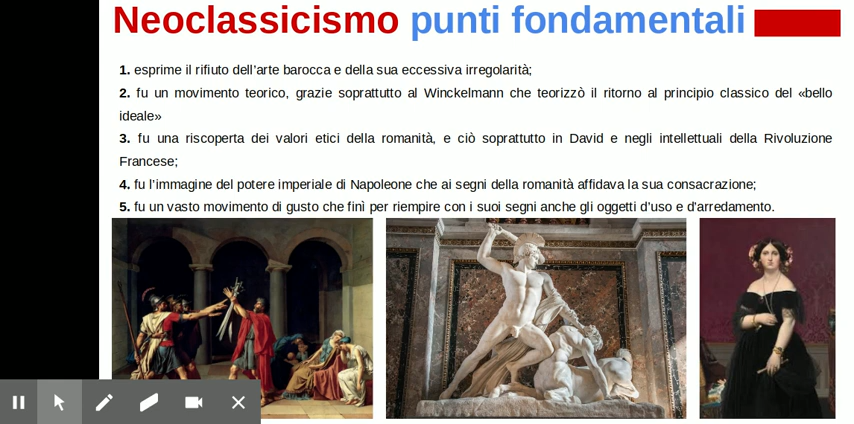 Neoclassicismo punti fondamentali
1. esprime il rifiuto dell’arte barocca e della sua eccessiva irregolarità;
2. fu un movimento teorico, grazie soprattutto al Winckelmann che teorizzò il ritorno al principio classico del «bello
ideale»
3. fu una riscoperta dei valori etici della romanità, e ciò soprattutto in David e negli intellettuali della Rivoluzione
Francese;
4. fu l’immagine del potere imperiale di Napoleone che ai segni della romanità affidava la sua consacrazione;
5. fu un vasto movimento di gusto che finì per riempire con i suoi segni anche gli oggetti d’uso e d’arredamento.